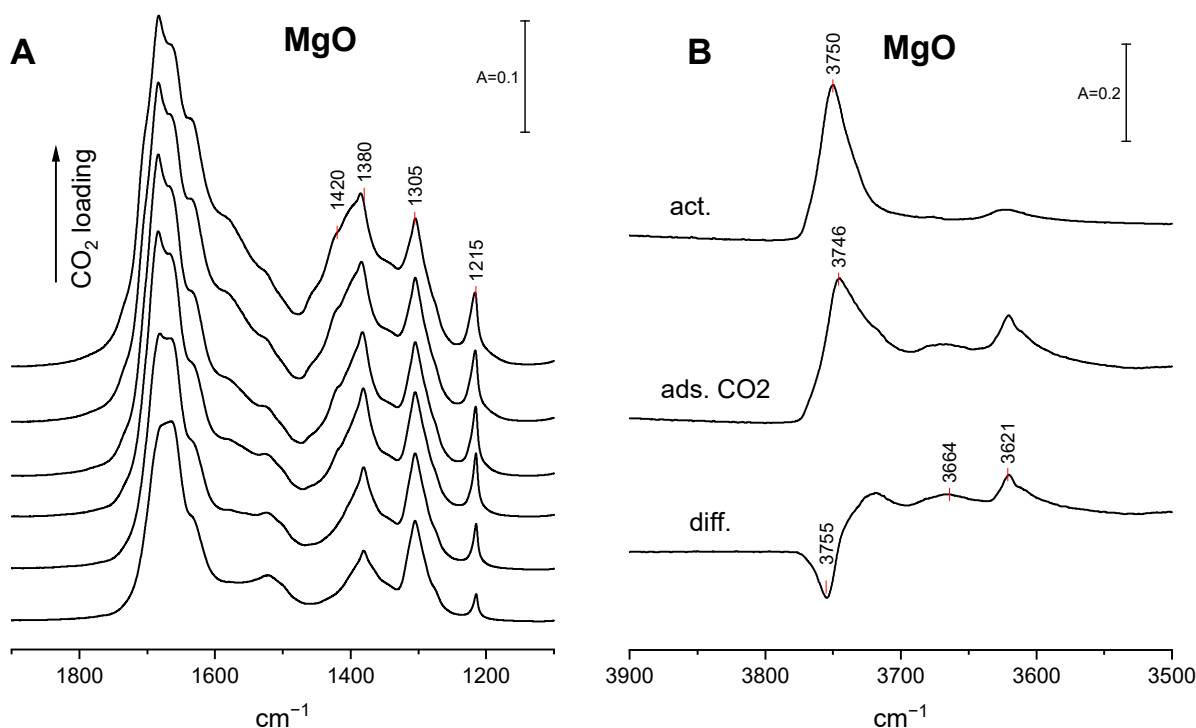 A
MgO
A=0.1
CO₂ loading
1420
1380
1305
1215
1800
1600
1400
1200
cm⁻¹
B
MgO
A=0.2
3750
act.
3746
ads. CO2
3664
3621
diff.
3755
3900
3800
3700
3600
3500
cm⁻¹